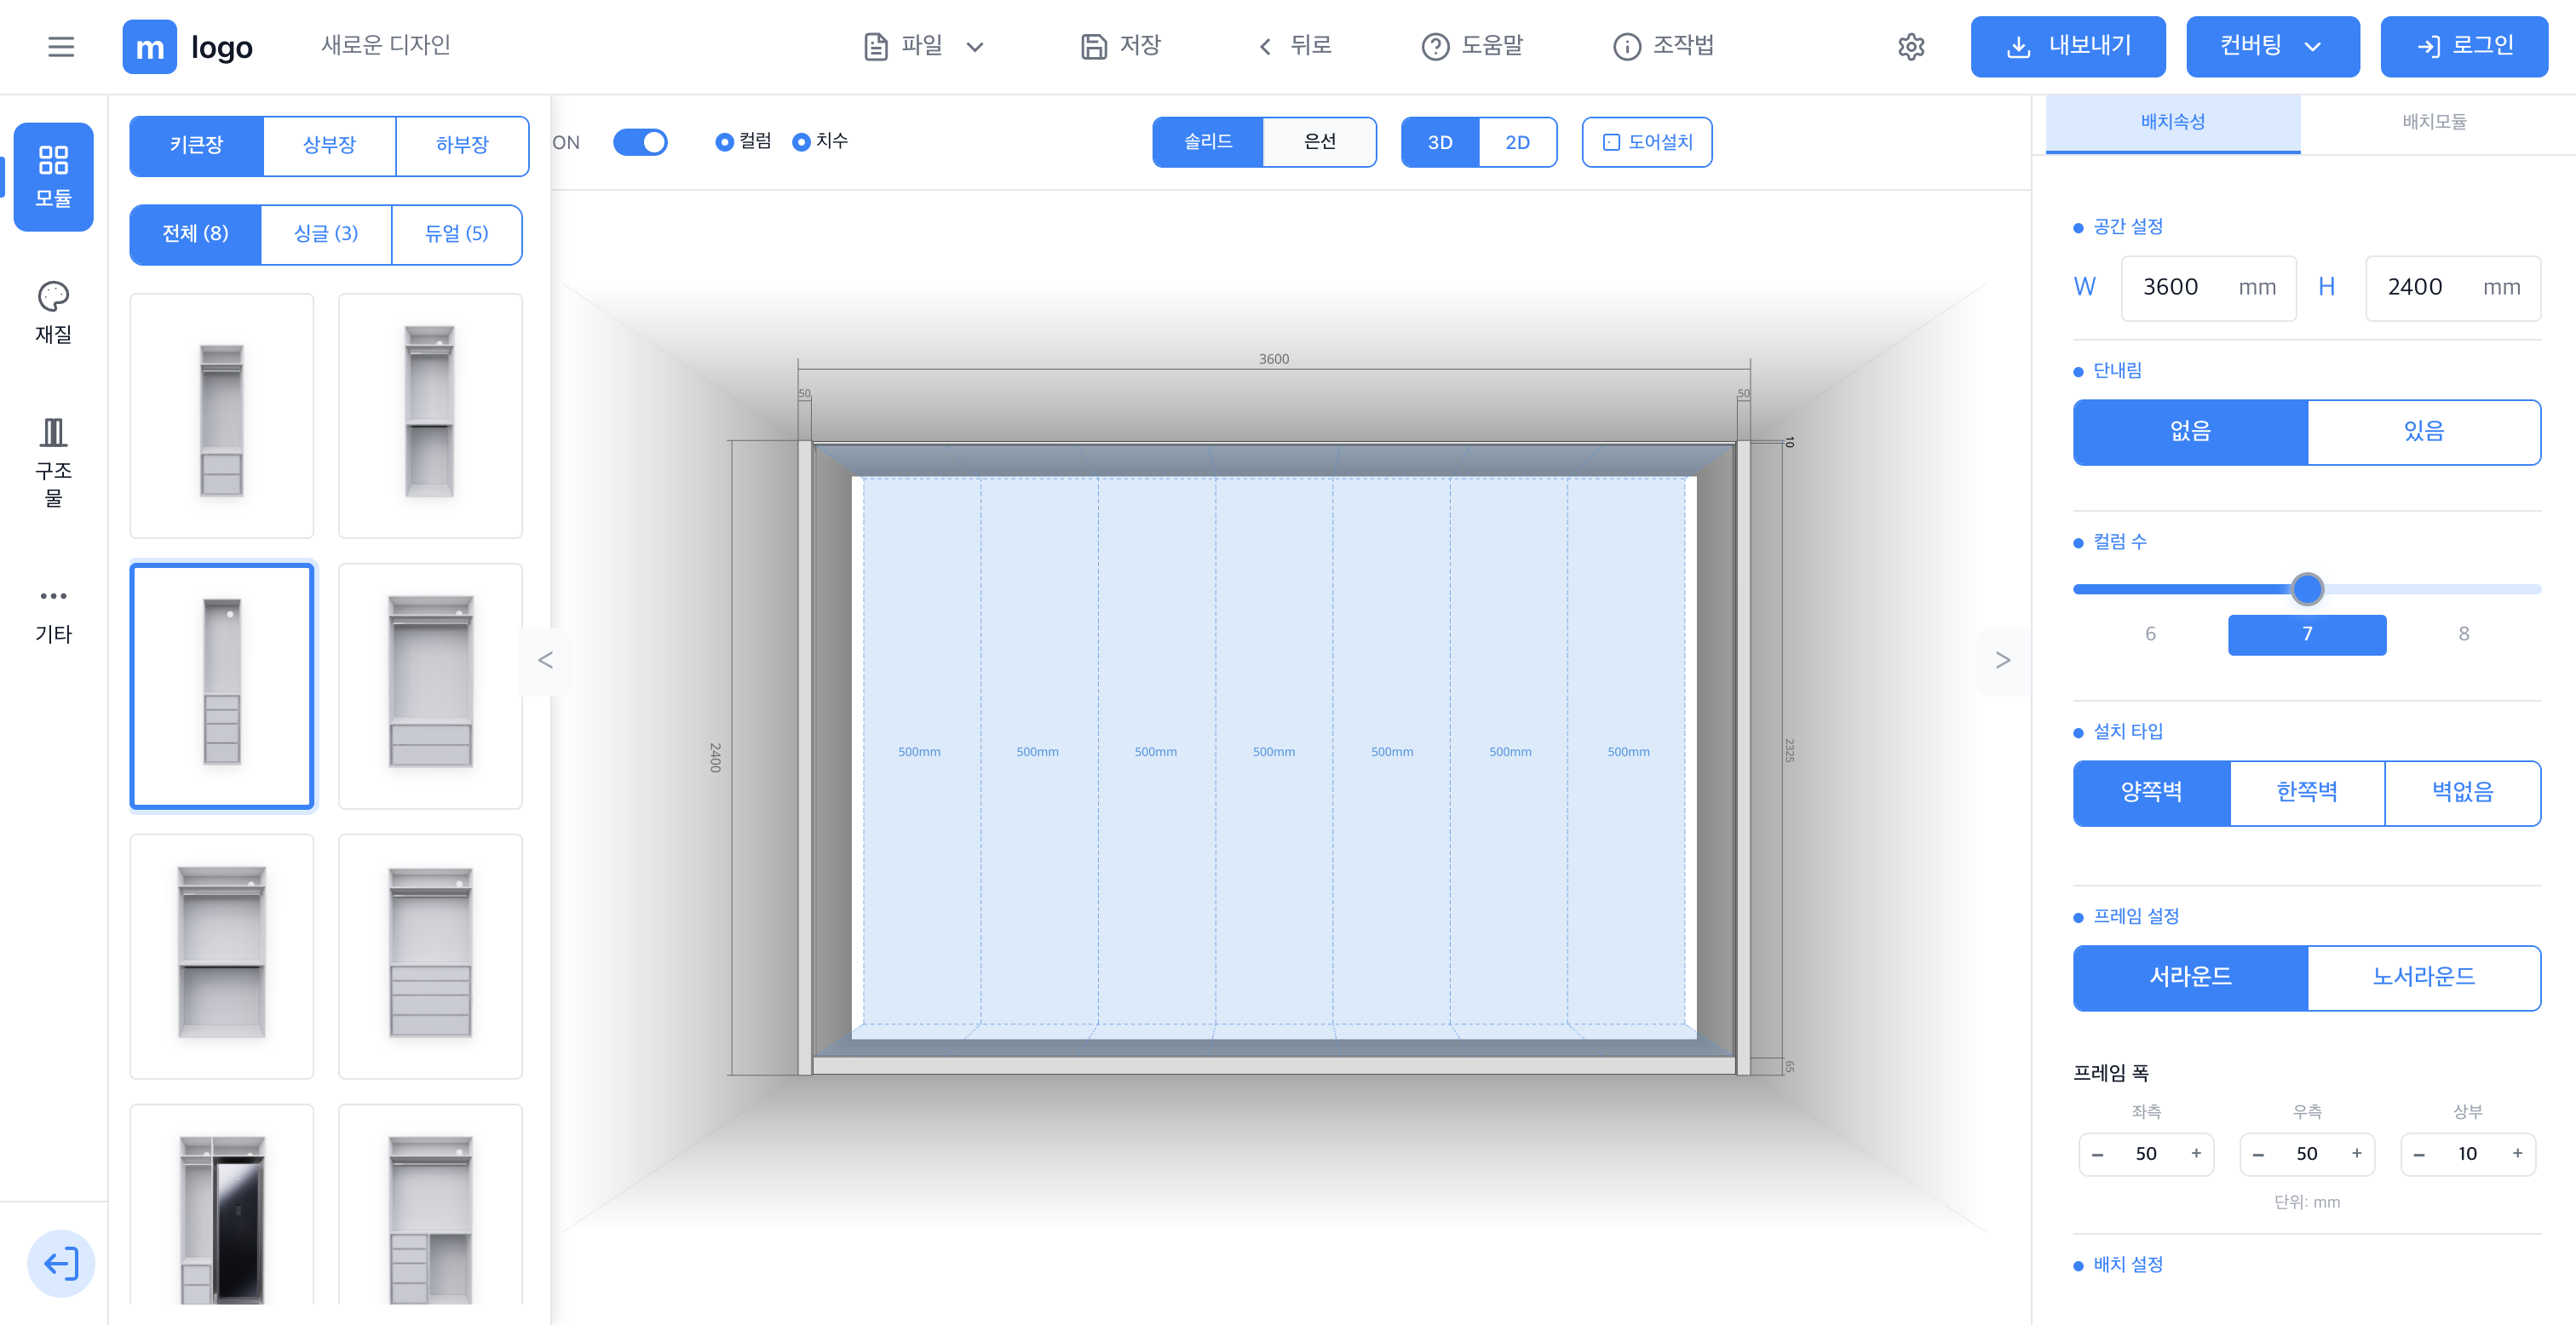 m logo 새로운 디자인 파일 저장 뒤로 도움말 조작법 내보내기 컨버팅 로그인
모듈
재질
구조
물
기타
키큰장 상부장 하부장
전체 (8) 싱글 (3) 듀얼 (5)
ON 컬럼 치수 솔리드 은선 3D 2D 도어설치
3600
50 50
10
2400
500mm 500mm 500mm 500mm 500mm 500mm 500mm
2325
65
<
>
배치속성 배치모듈
공간 설정
W 3600 mm H 2400 mm
단내림
없음 있음
컬럼 수
6 7 8
설치 타입
양쪽벽 한쪽벽 벽없음
프레임 설정
서라운드 노서라운드
프레임 폭
좌측 우측 상부
− 50 + − 50 + − 10 +
단위: mm
배치 설정